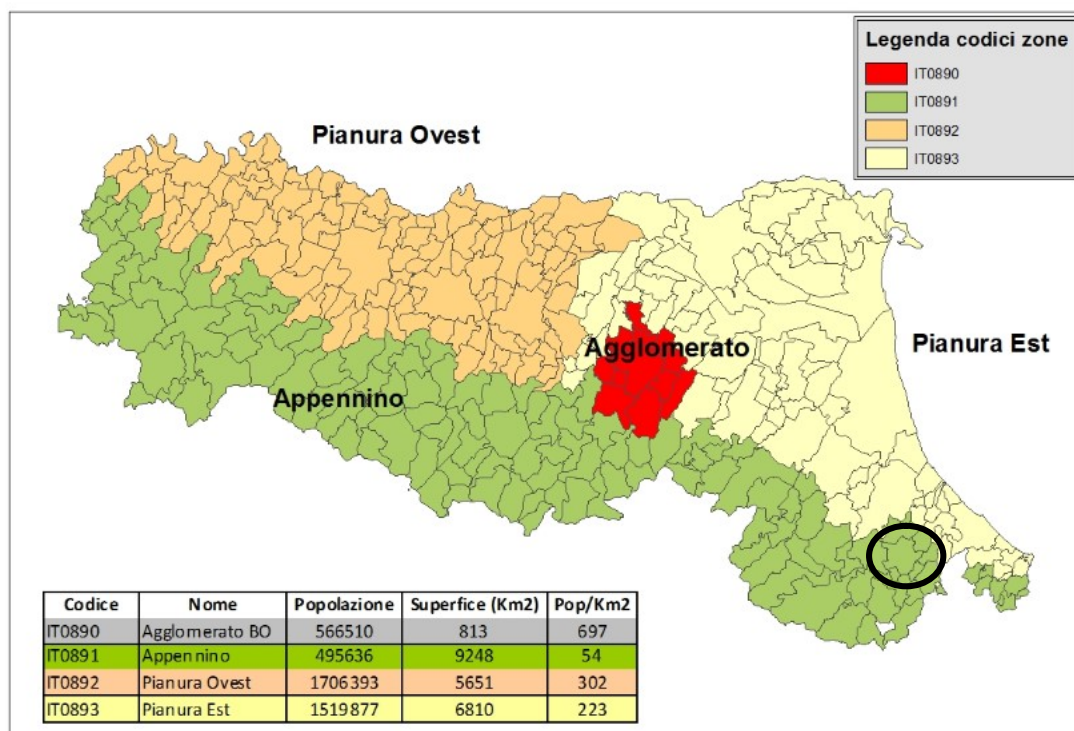 Legenda codici zone
IT0890
IT0891
IT0892
IT0893
Pianura Ovest
Agglomerato
Pianura Est
Appennino
Codice Nome Popolazione Superfice (Km2) Pop/Km2
IT0890 Agglomerato BO 566510 813 697
IT0891 Appennino 495636 9248 54
IT0892 Pianura Ovest 1706393 5651 302
IT0893 Pianura Est 1519877 6810 223